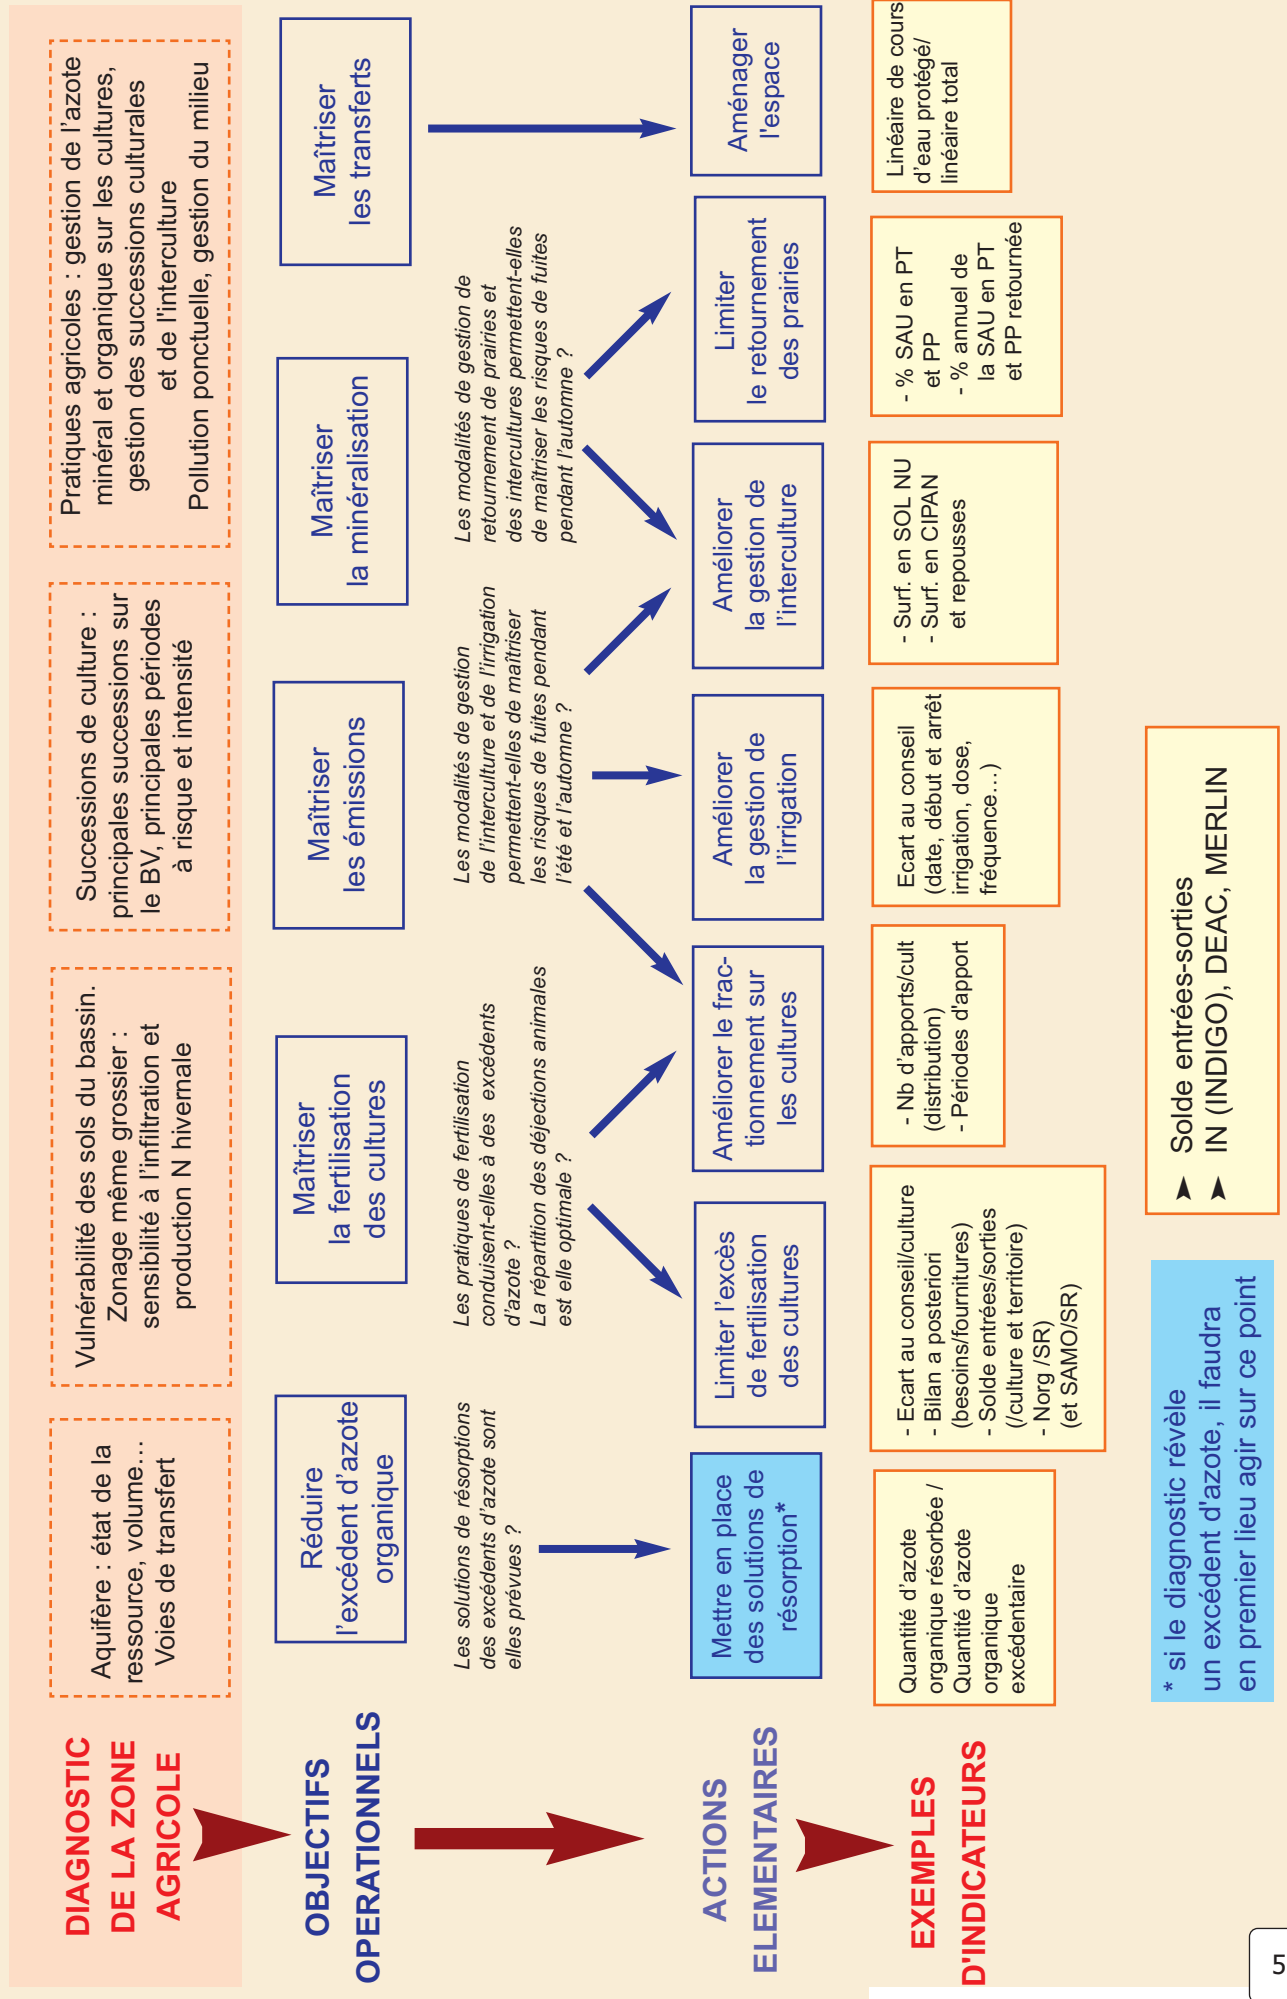 DIAGNOSTIC
DE LA ZONE
AGRICOLE
Aquifère : état de la
ressource, volume…
Voies de transfert
Vulnérabilité des sols du bassin.
Zonage même grossier :
sensibilité à l’infiltration et
production N hivernale
Successions de culture :
principales successions sur
le BV, principales périodes
à risque et intensité
Pratiques agricoles : gestion de l’azote
minéral et organique sur les cultures,
gestion des successions culturales
et de l’interculture
Pollution ponctuelle, gestion du milieu
OBJECTIFS
OPERATIONNELS
Réduire
l’excédent d’azote
organique
Maîtriser
la fertilisation
des cultures
Maîtriser
les émissions
Maîtriser
la minéralisation
Maîtriser
les transferts
Les solutions de résorptions
des excédents d’azote sont
elles prévues ?
Les pratiques de fertilisation
conduisent-elles à des excédents
d’azote ?
La répartition des déjections animales
est elle optimale ?
Les modalités de gestion
de l’interculture et de l’irrigation
permettent-elles de maîtriser
les risques de fuites pendant
l’été et l’automne ?
Les modalités de gestion de
retournement de prairies et
des intercultures permettent-elles
de maîtriser les risques de fuites
pendant l’automne ?
ACTIONS
ELEMENTAIRES
Mettre en place
des solutions de
résorption*
Limiter l’excès
de fertilisation
des cultures
Améliorer le frac-
tionnement sur
les cultures
Améliorer
la gestion de
l’irrigation
Améliorer
la gestion de
l’interculture
Limiter
le retournement
des prairies
Aménager
l'espace
EXEMPLES
D'INDICATEURS
Quantité d’azote
organique résorbée /
Quantité d’azote
organique
excédentaire
- Ecart au conseil/culture
- Bilan a posteriori
(besoins/fournitures)
- Solde entrées/sorties
(/culture et territoire)
- Norg /SR)
(et SAMO/SR)
- Nb d’apports/cult
(distribution)
- Périodes d’apport
Ecart au conseil
(date, début et arrêt
irrigation, dose,
fréquence…)
- Surf. en SOL NU
- Surf. en CIPAN
et repousses
- % SAU en PT
et PP
- % annuel de
la SAU en PT
et PP retournée
Linéaire de cours
d’eau protégé/
linéaire total
* si le diagnostic révèle
un excédent d'azote, il faudra
en premier lieu agir sur ce point
➤ Solde entrées-sorties
➤ IN (INDIGO), DEAC, MERLIN
5